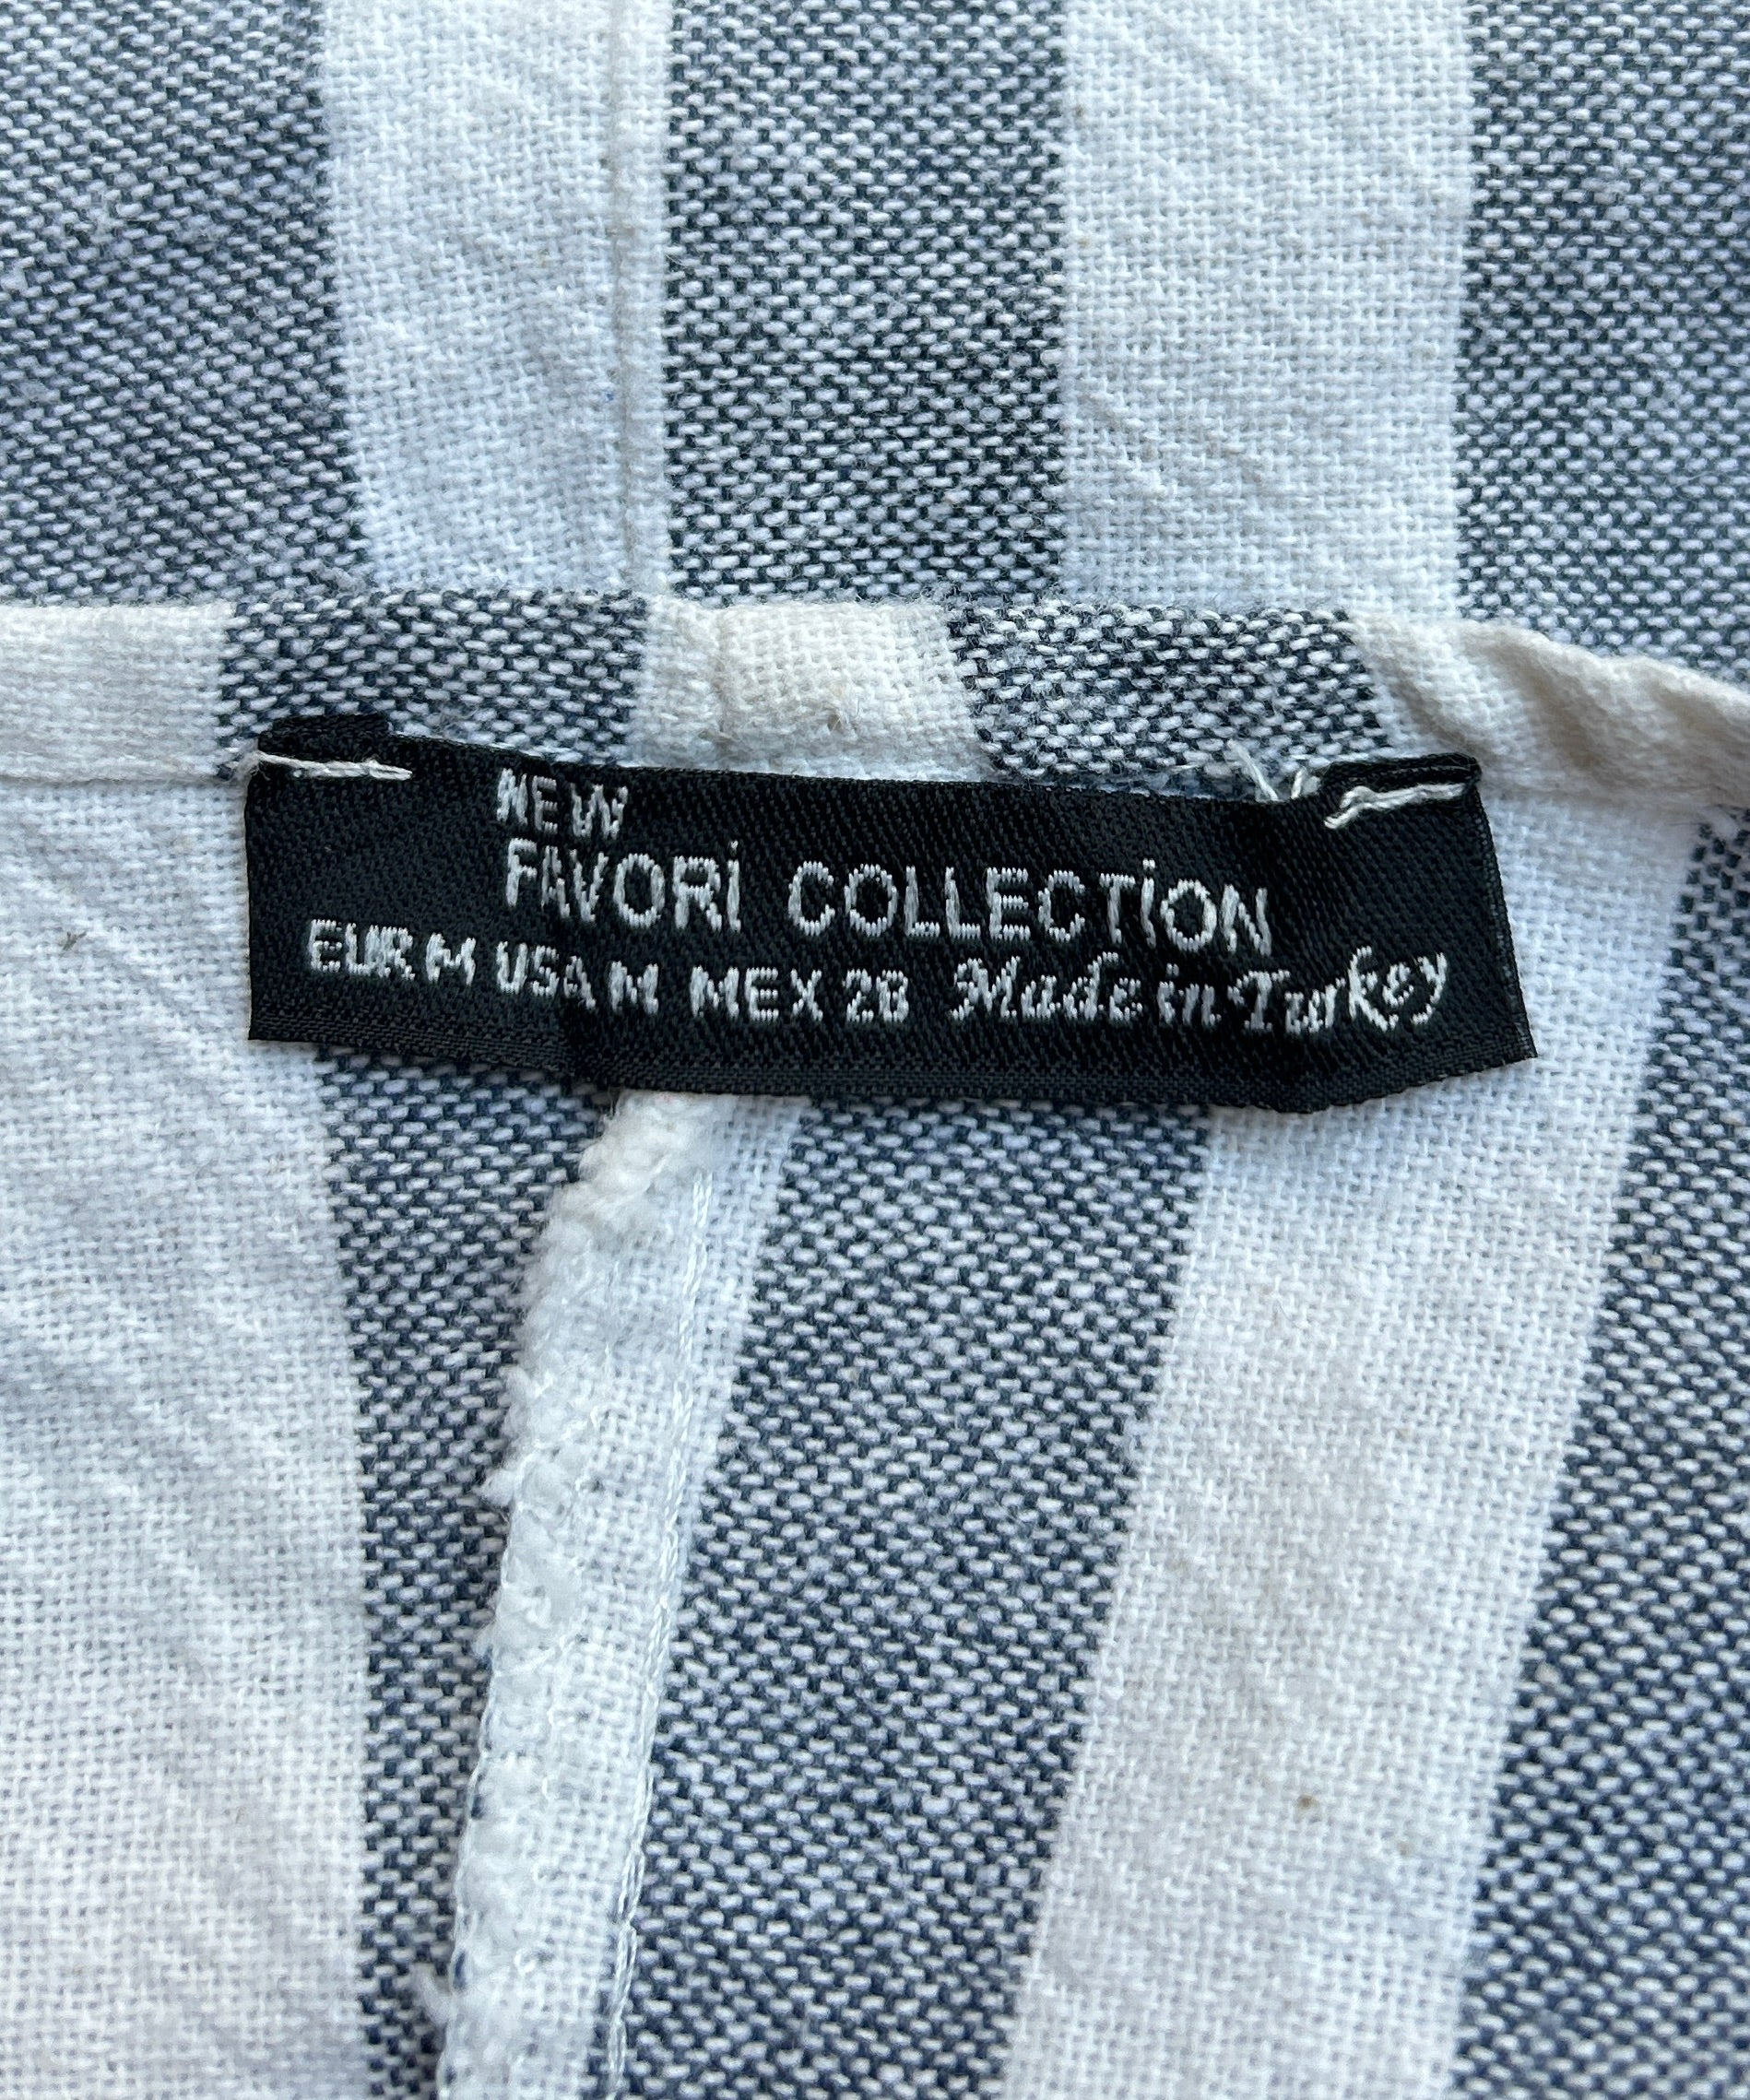 NEW
FAVORİ COLLECTİON
EUR M USA M MEX 28 Made in Turkey